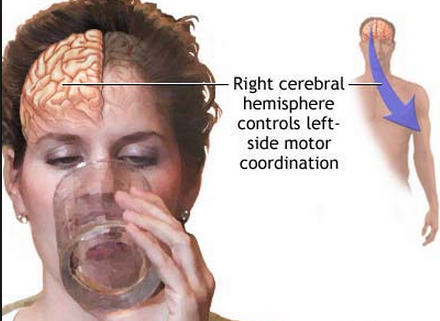 Right cerebral
hemisphere
controls left-
side motor
coordination